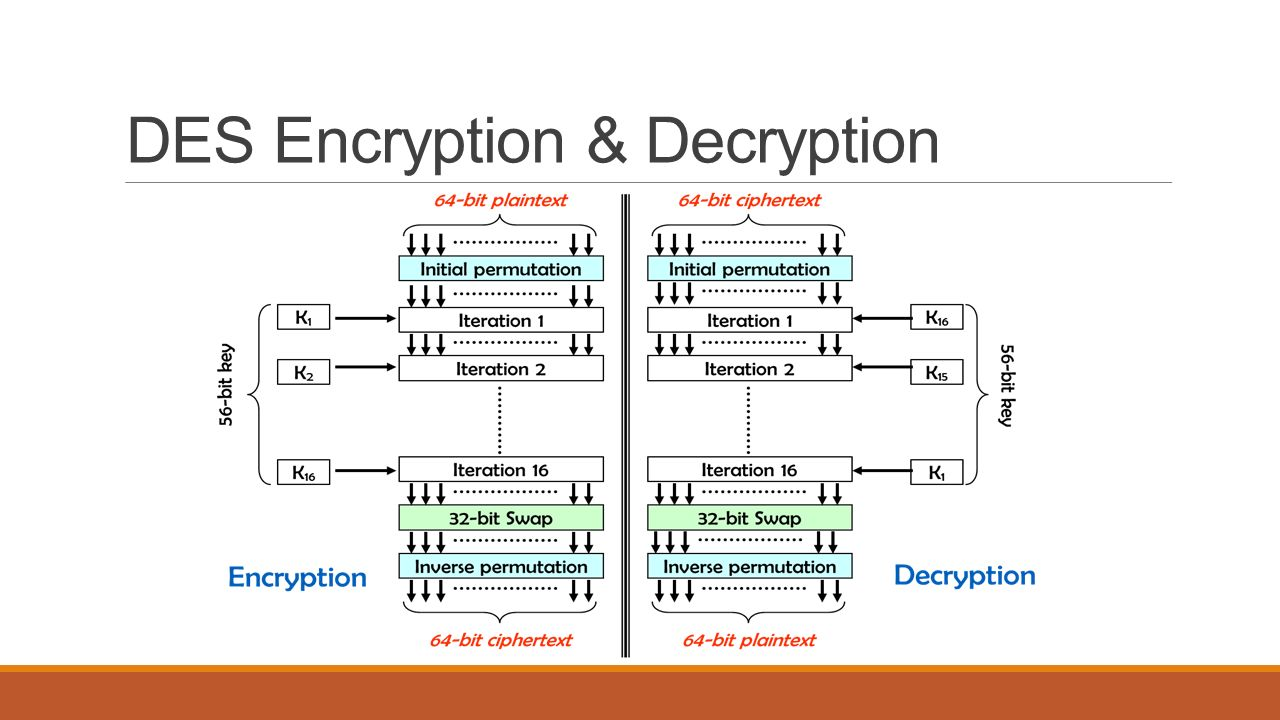 DES Encryption & Decryption
64-bit plaintext
Initial permutation
56-bit key
K1
Iteration 1
K2
Iteration 2
K16
Iteration 16
32-bit Swap
Inverse permutation
Encryption
64-bit ciphertext
64-bit ciphertext
Initial permutation
Iteration 1
K16
Iteration 2
K15
56-bit key
Iteration 16
K1
32-bit Swap
Inverse permutation
Decryption
64-bit plaintext